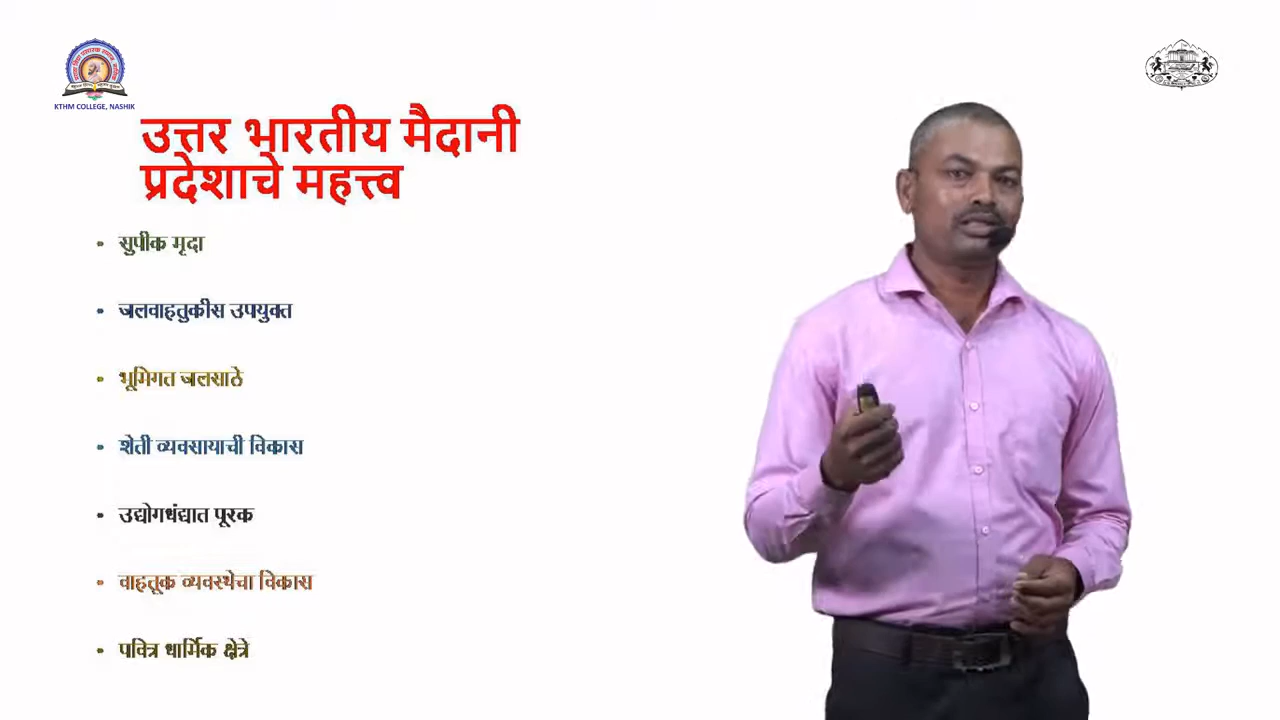 KTHM COLLEGE, NASHIK
उत्तर भारतीय मैदानी
प्रदेशाचे महत्त्व
• सुपीक मृदा
• जलवाहतुकीस उपयुक्त
• भूमिगत जलसाठे
• शेती व्यवसायाची विकास
• उद्योगधंद्यात पूरक
• वाहतूक व्यवस्थेचा विकास
• पवित्र धार्मिक क्षेत्रे